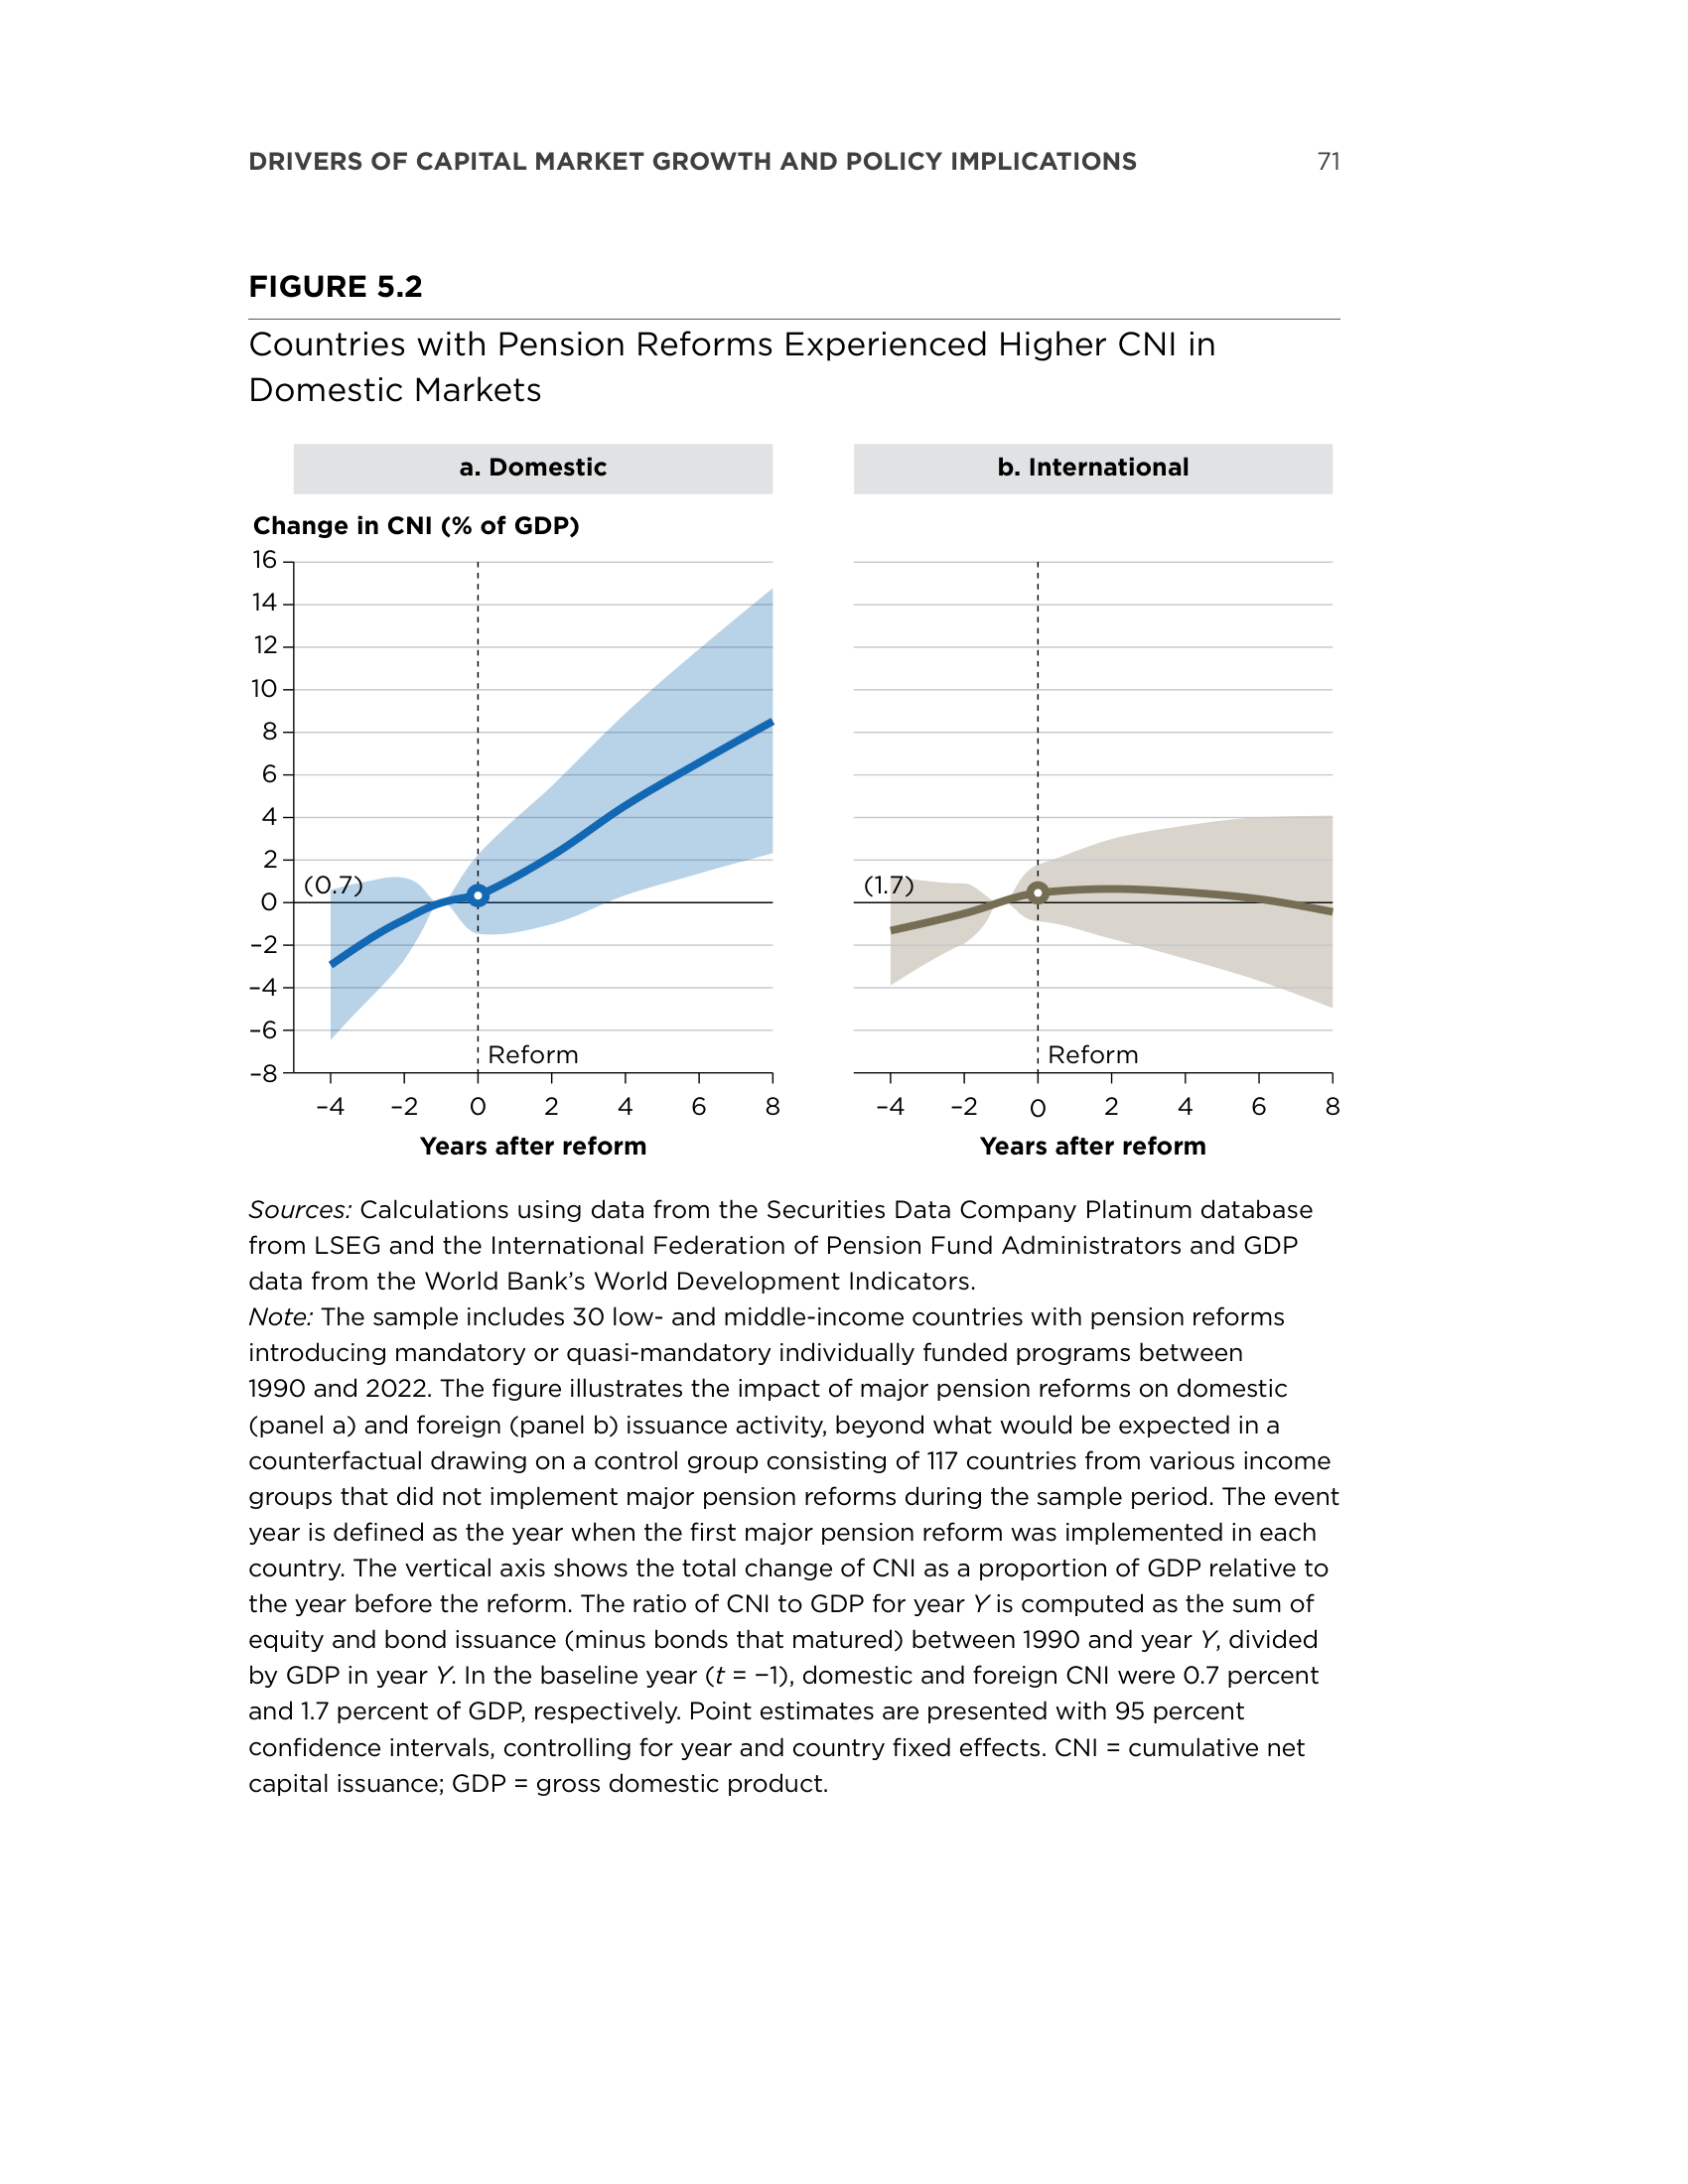 DRIVERS OF CAPITAL MARKET GROWTH AND POLICY IMPLICATIONS 71
FIGURE 5.2
Countries with Pension Reforms Experienced Higher CNI in
Domestic Markets
a. Domestic
b. International
Change in CNI (% of GDP)
16
14
12
10
8
6
4
2
0
–2
–4
–6
–8
(0.7)
Reform
–4 –2 0 2 4 6 8
Years after reform
(1.7)
Reform
–4 –2 0 2 4 6 8
Years after reform
Sources: Calculations using data from the Securities Data Company Platinum database
from LSEG and the International Federation of Pension Fund Administrators and GDP
data from the World Bank’s World Development Indicators.
Note: The sample includes 30 low- and middle-income countries with pension reforms
introducing mandatory or quasi-mandatory individually funded programs between
1990 and 2022. The figure illustrates the impact of major pension reforms on domestic
(panel a) and foreign (panel b) issuance activity, beyond what would be expected in a
counterfactual drawing on a control group consisting of 117 countries from various income
groups that did not implement major pension reforms during the sample period. The event
year is defined as the year when the first major pension reform was implemented in each
country. The vertical axis shows the total change of CNI as a proportion of GDP relative to
the year before the reform. The ratio of CNI to GDP for year Y is computed as the sum of
equity and bond issuance (minus bonds that matured) between 1990 and year Y, divided
by GDP in year Y. In the baseline year (t = −1), domestic and foreign CNI were 0.7 percent
and 1.7 percent of GDP, respectively. Point estimates are presented with 95 percent
confidence intervals, controlling for year and country fixed effects. CNI = cumulative net
capital issuance; GDP = gross domestic product.